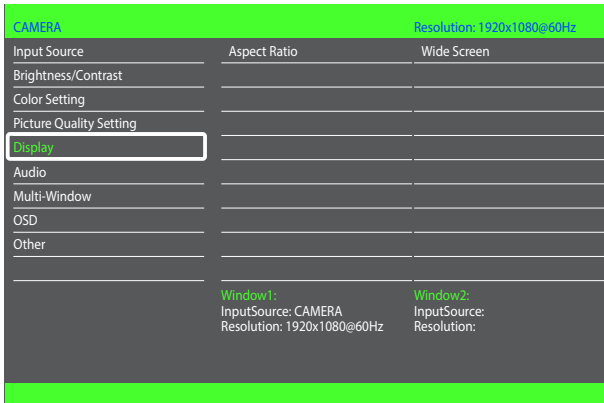 CAMERA Resolution: 1920x1080@60Hz
Input Source Aspect Ratio Wide Screen
Brightness/Contrast
Color Setting
Picture Quality Setting
Display
Audio
Multi-Window
OSD
Other
Window1: Window2:
InputSource: CAMERA InputSource:
Resolution: 1920x1080@60Hz Resolution: